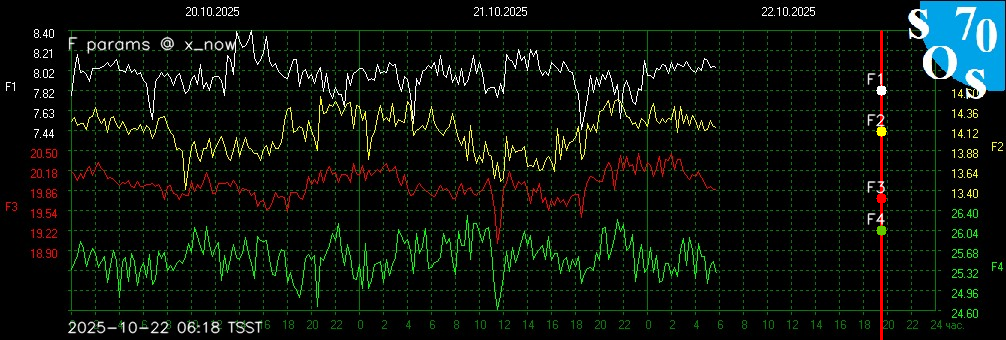 20.10.2025 21.10.2025 22.10.2025
SOS 70
F params @ x_now
8.40
8.21
8.02
F1
7.82
7.63
7.44
20.50
20.18
19.86
F3
19.54
19.22
18.90
F1
F2
F3
F4
14.36
14.12
F2
13.88
13.64
13.40
26.40
26.04
25.68
F4
25.32
24.96
24.60
2025-10-22 06:18 TSST
18 20 22 0 2 4 6 8 10 12 14 16 18 20 22 0 2 4 6 8 10 12 14 16 18 20 22 24 час.